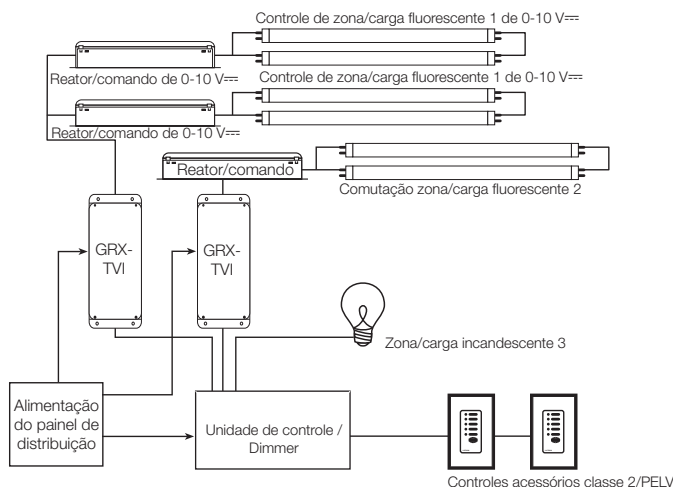 Controle de zona/carga fluorescente 1 de 0-10 V⎓
Reator/comando de 0-10 V⎓
Controle de zona/carga fluorescente 1 de 0-10 V⎓
Reator/comando de 0-10 V⎓
Reator/comando
Comutação zona/carga fluorescente 2
GRX-
TVI
GRX-
TVI
Zona/carga incandescente 3
Alimentação
do painel de
distribuição
Unidade de controle /
Dimmer
Controles acessórios classe 2/PELV